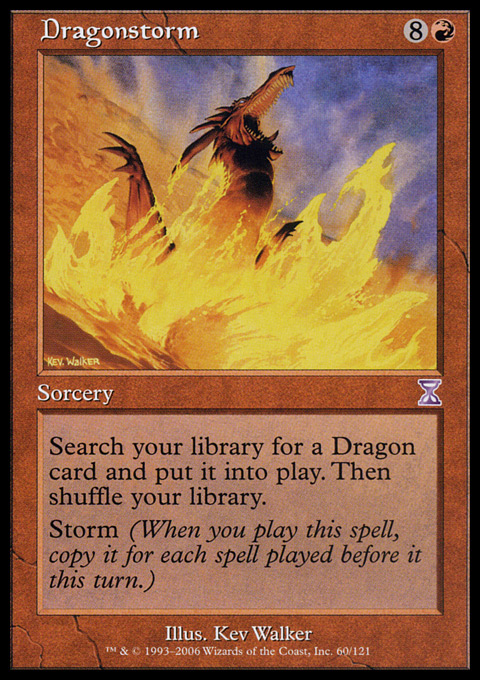 Dragonstorm 8
KEV. WALKER
Sorcery
Search your library for a Dragon
card and put it into play. Then
shuffle your library.
Storm (When you play this spell,
copy it for each spell played before it
this turn.)
Illus. Kev Walker
™ & © 1993–2006 Wizards of the Coast, Inc. 60/121